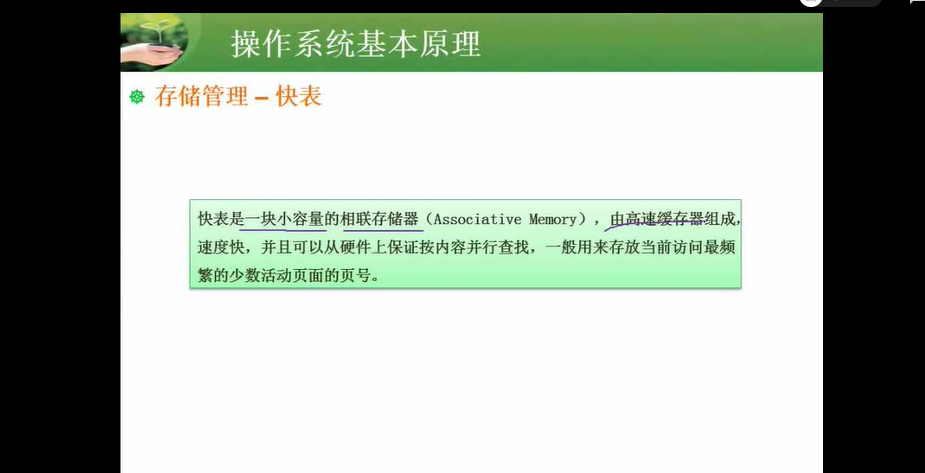 操作系统基本原理
存储管理 – 快表
快表是一块小容量的相联存储器（Associative Memory），由高速缓存器组成，
速度快，并且可以从硬件上保证按内容并行查找，一般用来存放当前访问最频
繁的少数活动页面的页号。